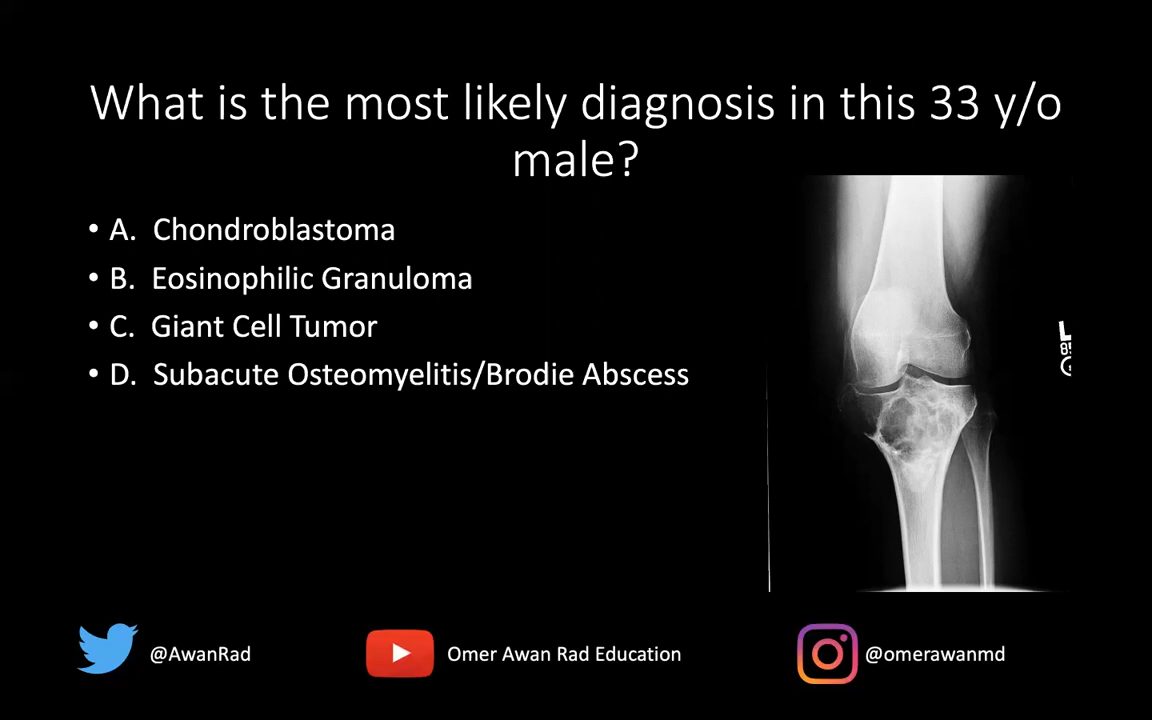 What is the most likely diagnosis in this 33 y/o
male?
• A. Chondroblastoma
• B. Eosinophilic Granuloma
• C. Giant Cell Tumor
• D. Subacute Osteomyelitis/Brodie Abscess
L
@AwanRad
Omer Awan Rad Education
@omerawanmd